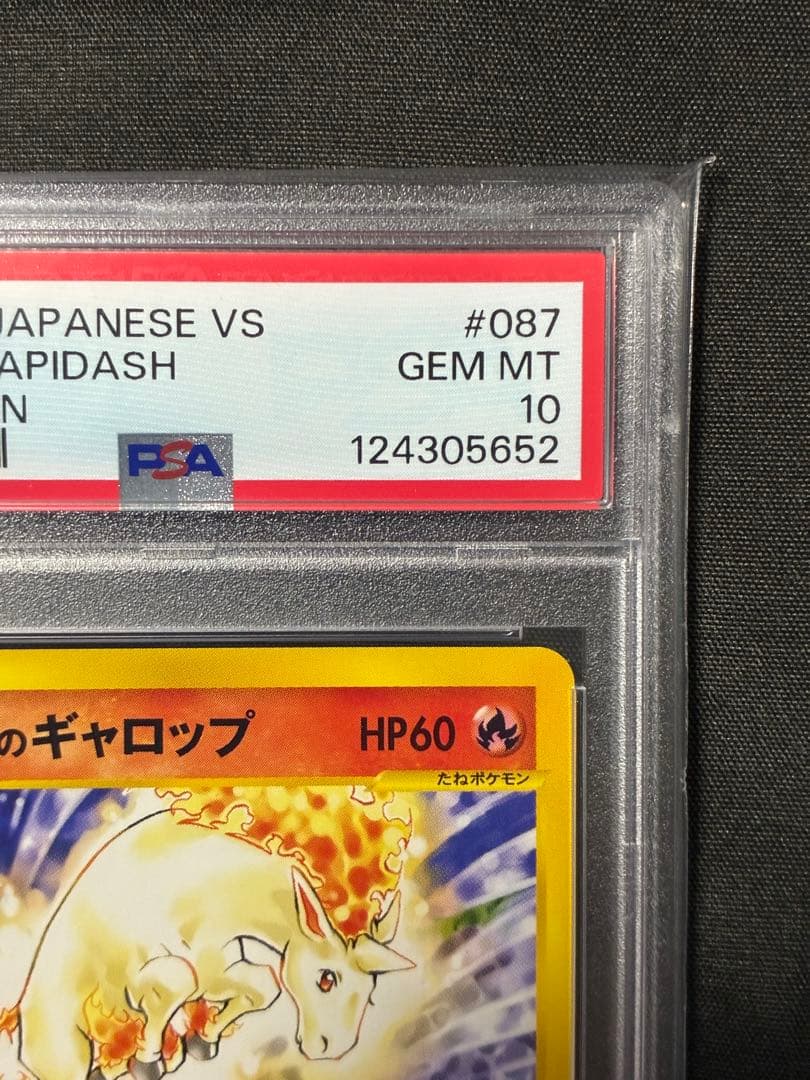 JAPANESE VS #087
APIDASH GEM MT
N 10
PSA 124305652
のギャロップ HP60
たねポケモン